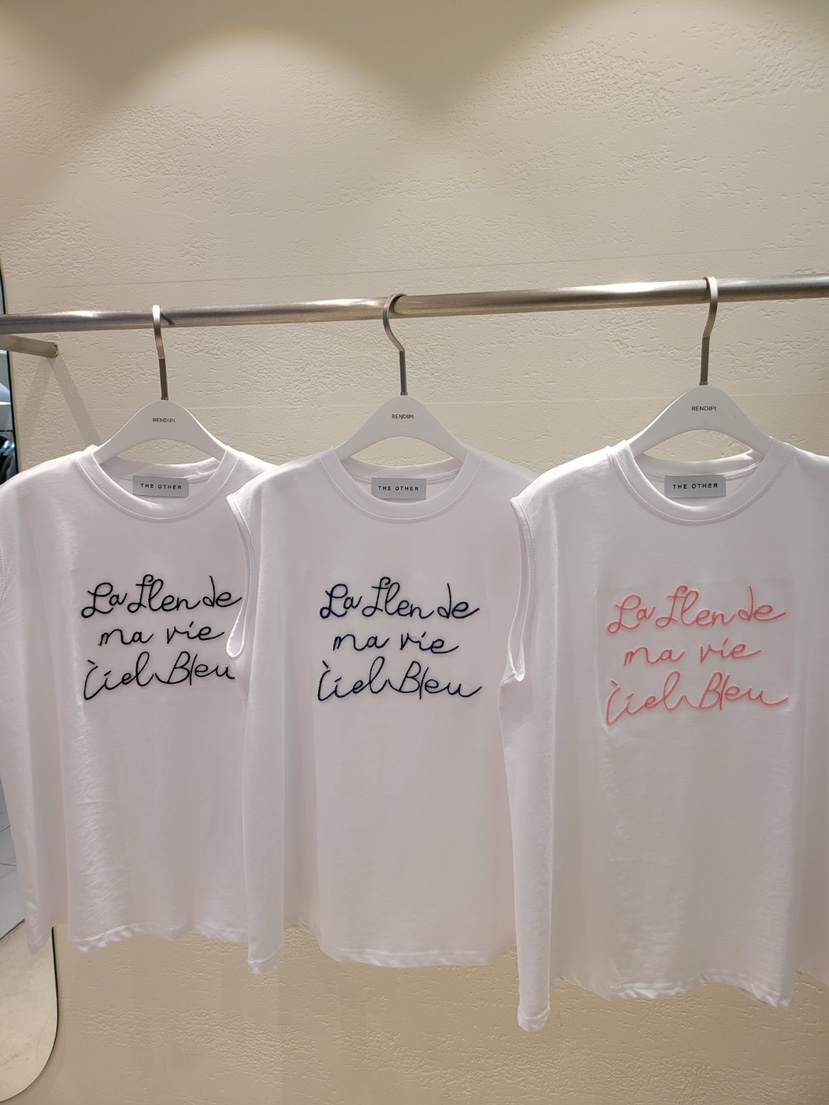 RENDIPI
RENDIPI
RENDIPI
THE OTHER
THE OTHER
THE OTHER
La flen de
ma vie
Ciel Bleu
La flen de
ma vie
Ciel Bleu
La flen de
ma vie
Ciel Bleu